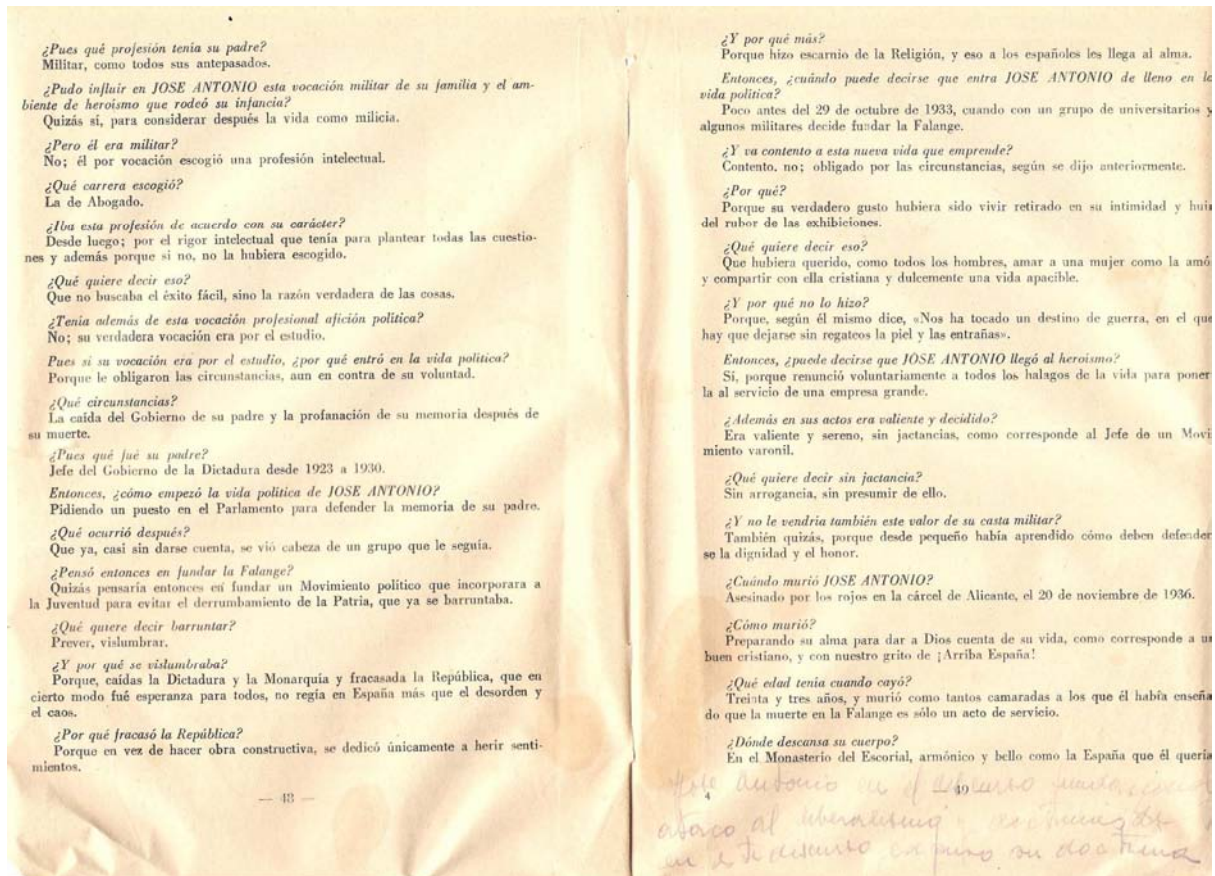 ¿Pues qué profesión tenía su padre?
Militar, como todos sus antepasados.
¿Pudo influir en JOSE ANTONIO esta vocación militar de su familia y el am-
biente de heroísmo que rodeó su infancia?
Quizás sí, para considerar después la vida como milicia.
¿Pero él era militar?
No; él por vocación escogió una profesión intelectual.
¿Qué carrera escogió?
La de Abogado.
¿Iba esta profesión de acuerdo con su carácter?
Desde luego; por el rigor intelectual que tenía para plantear todas las cuestio-
nes y además porque si no, no la hubiera escogido.
¿Qué quiere decir eso?
Que no buscaba el éxito fácil, sino la razón verdadera de las cosas.
¿Tenía además de esta vocación profesional afición política?
No; su verdadera vocación era por el estudio.
Pues si su vocación era por el estudio, ¿por qué entró en la vida política?
Porque le obligaron las circunstancias, aun en contra de su voluntad.
¿Qué circunstancias?
La caída del Gobierno de su padre y la profanación de su memoria después de
su muerte.
¿Pues qué fué su padre?
Jefe del Gobierno de la Dictadura desde 1923 a 1930.
Entonces, ¿cómo empezó la vida política de JOSE ANTONIO?
Pidiendo un puesto en el Parlamento para defender la memoria de su padre.
¿Qué ocurrió después?
Que ya, casi sin darse cuenta, se vió cabeza de un grupo que le seguía.
¿Pensó entonces en fundar la Falange?
Quizás pensaría entonces en fundar un Movimiento político que incorporara a
la Juventud para evitar el derrumbamiento de la Patria, que ya se barruntaba.
¿Qué quiere decir barruntar?
Prever, vislumbrar.
¿Y por qué se vislumbraba?
Porque, caídas la Dictadura y la Monarquía y fracasada la República, que en
cierto modo fué esperanza para todos, no regía en España más que el desorden y
el caos.
¿Por qué fracasó la República?
Porque en vez de hacer obra constructiva, se dedicó únicamente a herir senti-
mientos.
— 48 —
¿Y por qué más?
Porque hizo escarnio de la Religión, y eso a los españoles les llega al alma.
Entonces, ¿cuándo puede decirse que entra JOSE ANTONIO de lleno en la
vida política?
Poco antes del 29 de octubre de 1933, cuando con un grupo de universitarios y
algunos militares decide fundar la Falange.
¿Y va contento a esta nueva vida que emprende?
Contento, no; obligado por las circunstancias, según se dijo anteriormente.
¿Por qué?
Porque su verdadero gusto hubiera sido vivir retirado en su intimidad y huir
del rubor de las exhibiciones.
¿Qué quiere decir eso?
Que hubiera querido, como todos los hombres, amar a una mujer como la amó
y compartir con ella cristiana y dulcemente una vida apacible.
¿Y por qué no lo hizo?
Porque, según él mismo dice, «Nos ha tocado un destino de guerra, en el que
hay que dejarse sin regateos la piel y las entrañas».
Entonces, ¿puede decirse que JOSE ANTONIO llegó al heroísmo?
Sí, porque renunció voluntariamente a todos los halagos de la vida para poner-
la al servicio de una empresa grande.
¿Además en sus actos era valiente y decidido?
Era valiente y sereno, sin jactancias, como corresponde al Jefe de un Movi-
miento varonil.
¿Qué quiere decir sin jactancia?
Sin arrogancia, sin presumir de ello.
¿Y no le vendría también este valor de su casta militar?
También quizás, porque desde pequeño había aprendido cómo deben defender-
se la dignidad y el honor.
¿Cuándo murió JOSE ANTONIO?
Asesinado por los rojos en la cárcel de Alicante, el 20 de noviembre de 1936.
¿Cómo murió?
Preparando su alma para dar a Dios cuenta de su vida, como corresponde a un
buen cristiano, y con nuestro grito de ¡Arriba España!
¿Qué edad tenía cuando cayó?
Treinta y tres años, y murió como tantos camaradas a los que él había enseña-
do que la muerte en la Falange es sólo un acto de servicio.
¿Dónde descansa su cuerpo?
En el Monasterio del Escorial, armónico y bello como la España que él quería
4
49
José Antonio en el discurso
atacó al liberalismo
en este discurso expuso su doctrina